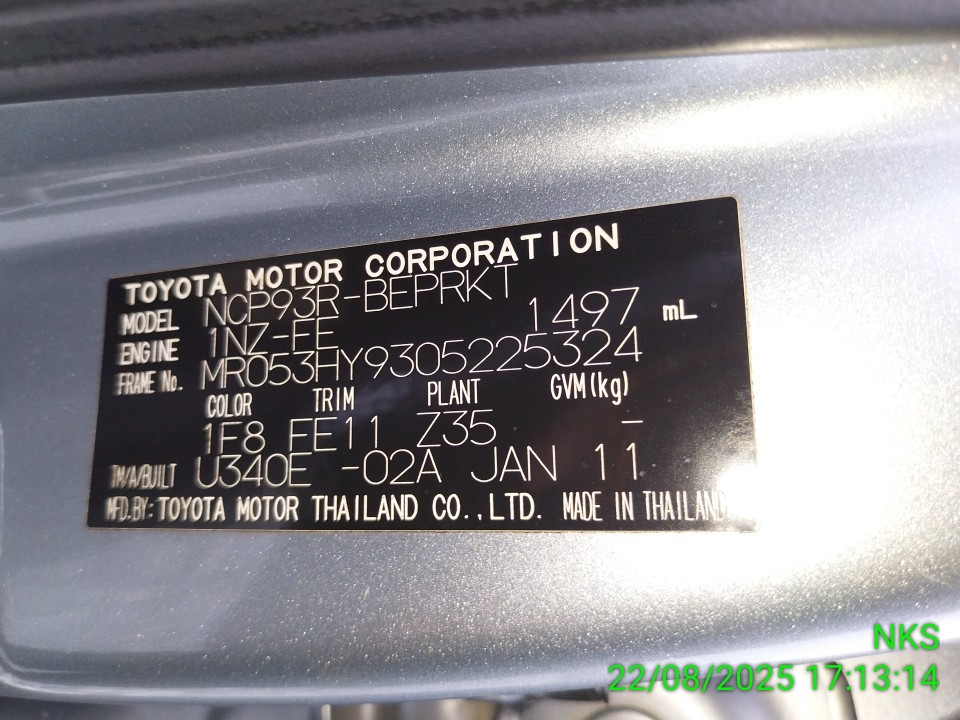 TOYOTA MOTOR CORPORATION
MODEL NCP93R-BEPRKT
ENGINE 1NZ-FE 1497 mL
FRAME No. MR053HY9305225324
COLOR TRIM PLANT GVM(kg)
1F8 FE11 Z35 -
TM/A/BUILT U340E -02A JAN 11
MFD.BY:TOYOTA MOTOR THAILAND CO.,LTD. MADE IN THAILAND
NKS
22/08/2025 17:13:14